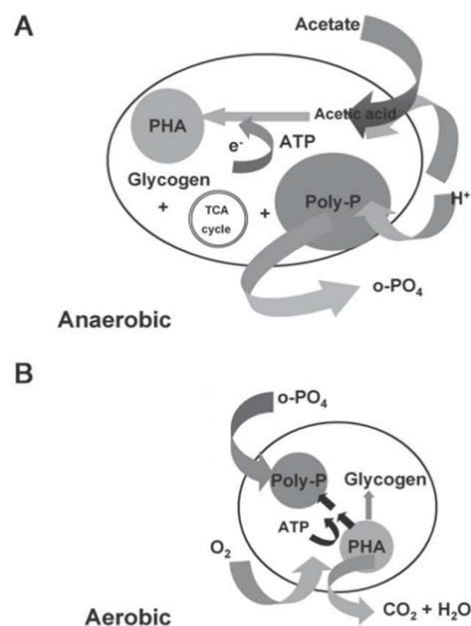 A
Acetate
PHA
Acetic acid
e-
ATP
Glycogen
+
TCA
cycle
+
Poly-P
H+
o-PO4
Anaerobic
B
o-PO4
Poly-P
Glycogen
ATP
O2
PHA
CO2 + H2O
Aerobic